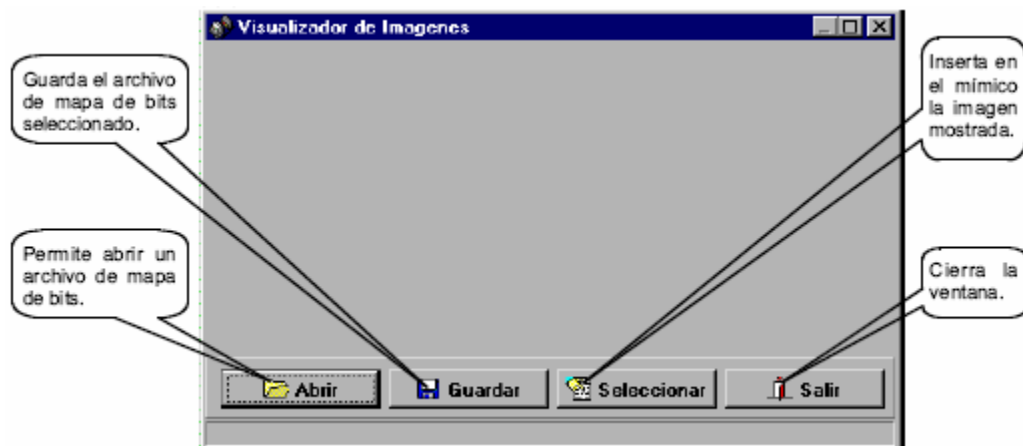 Visualizador de Imagenes
Guarda el archivo
de mapa de bits
seleccionado.
Inserta en
el mímico
la imagen
mostrada.
Permite abrir un
archivo de mapa
de bits.
Cierra la
ventana.
Abrir
Guardar
Seleccionar
Salir